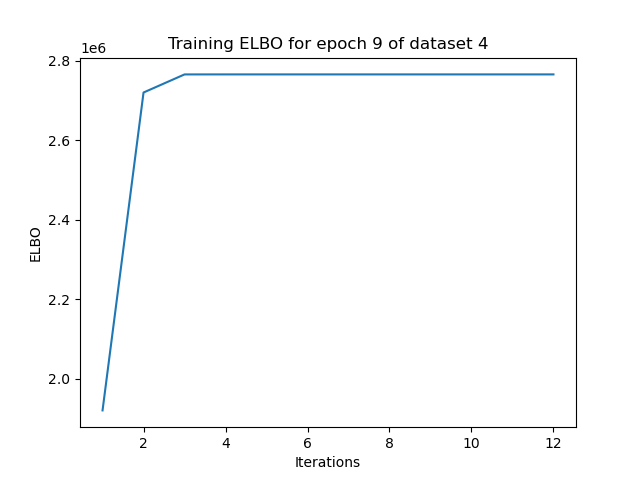 Training ELBO for epoch 9 of dataset 4
1e6
2.8
2.6
2.4
2.2
2.0
ELBO
2 4 6 8 10 12
Iterations